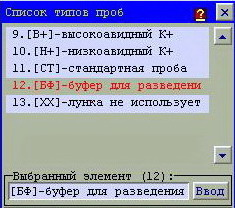 Список типов проб
9.[В+]-высокоавидный К+
10.[Н+]-низкоавидный К+
11.[СТ]-стандартная проба
12.[БФ]-буфер для разведени
13.[ХХ]-лунка не использует
Выбранный элемент (12):
[БФ]-буфер для разведения
Ввод